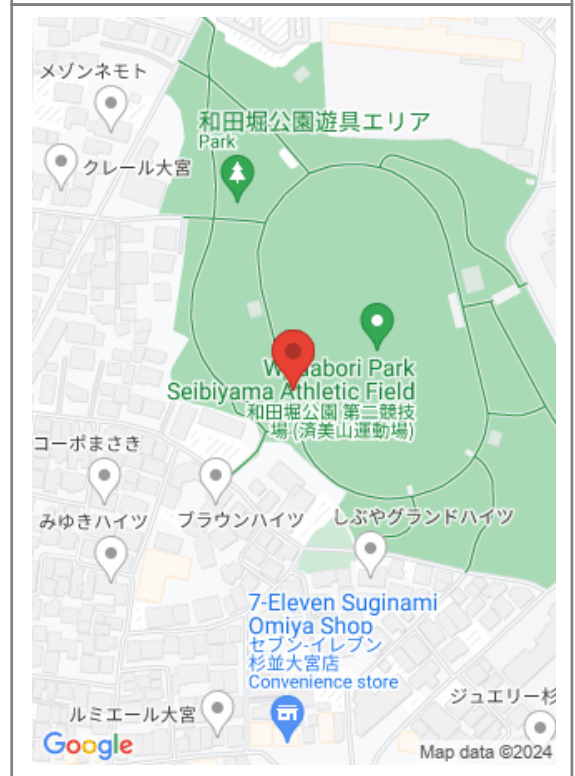 メゾンネモト
和田堀公園遊具エリア
Park
クレール大宮
Park
Seibiyama Athletic Field
和田堀公園 第二競技
場 (済美山運動場)
コーポまさき
みゆきハイツ
ブラウンハイツ
しぶやグランドハイツ
7-Eleven Suginami
Omiya Shop
セブン-イレブン
杉並大宮店
Convenience store
ジュエリー杉
ルミエール大宮
Google
Map data ©2024